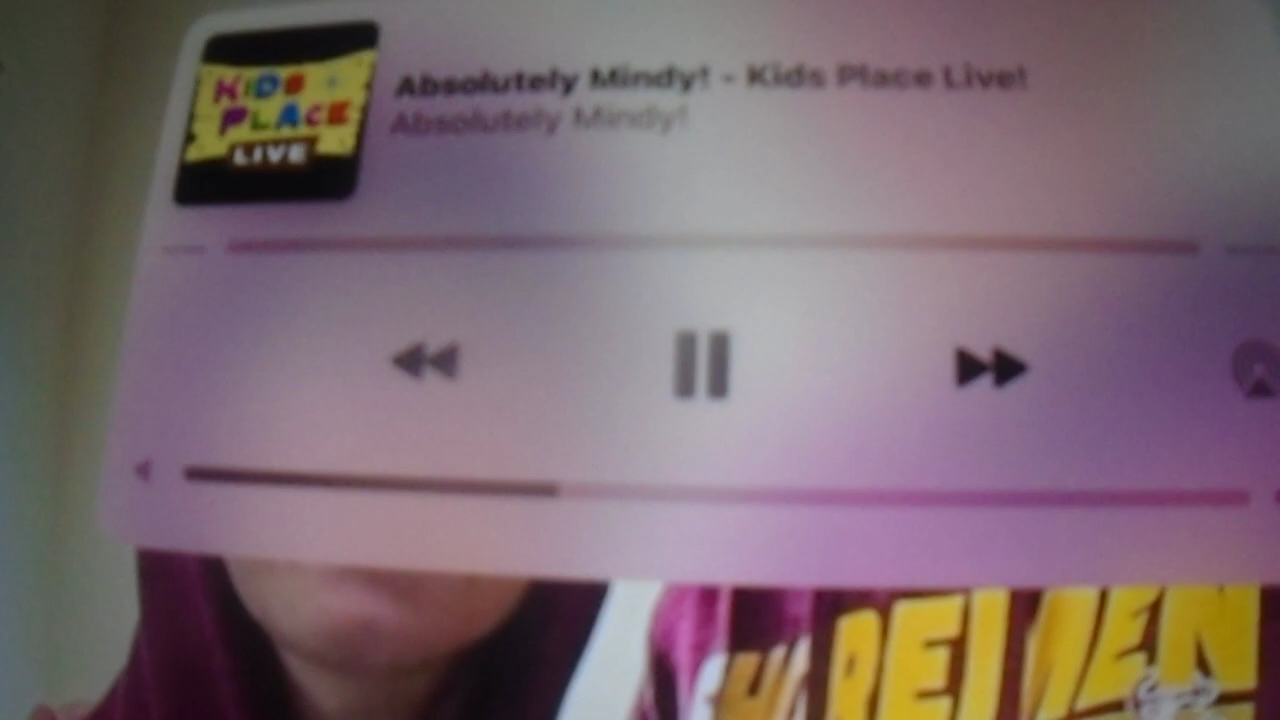 KIDS
PLACE
LIVE
Absolutely Mindy! - Kids Place Live!
Absolutely Mindy!